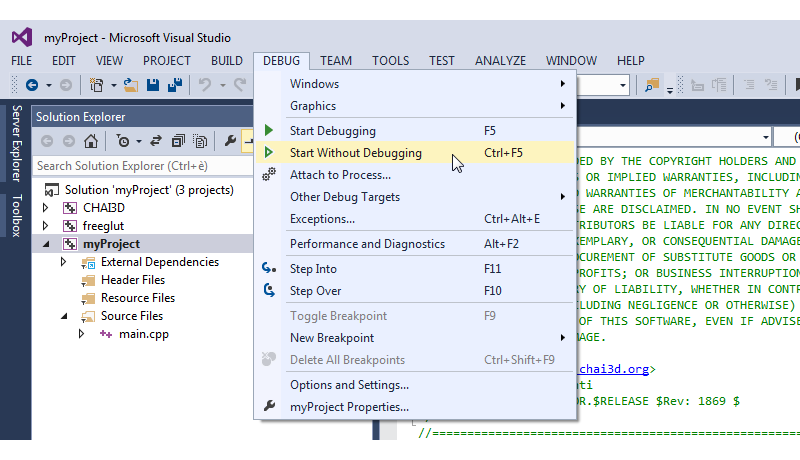 myProject - Microsoft Visual Studio
FILE EDIT VIEW PROJECT BUILD DEBUG TEAM TOOLS TEST ANALYZE WINDOW HELP
Server Explorer
Toolbox
Solution Explorer
Search Solution Explorer (Ctrl+è)
Solution 'myProject' (3 projects)
CHAI3D
freeglut
myProject
External Dependencies
Header Files
Resource Files
Source Files
main.cpp
Windows
Graphics
Start Debugging F5
Start Without Debugging Ctrl+F5
Attach to Process...
Other Debug Targets
Exceptions... Ctrl+Alt+E
Performance and Diagnostics Alt+F2
Step Into F11
Step Over F10
Toggle Breakpoint F9
New Breakpoint
Delete All Breakpoints Ctrl+Shift+F9
Options and Settings...
myProject Properties...
ED BY THE COPYRIGHT HOLDERS AND
S OR IMPLIED WARRANTIES, INCLUDIN
D WARRANTIES OF MERCHANTABILITY A
SE ARE DISCLAIMED. IN NO EVENT SH
TRIBUTORS BE LIABLE FOR ANY DIREC
EMPLARY, OR CONSEQUENTIAL DAMAGE
OCUREMENT OF SUBSTITUTE GOODS OR
PROFITS; OR BUSINESS INTERRUPTION
RY OF LIABILITY, WHETHER IN CONTR
LUDING NEGLIGENCE OR OTHERWISE)
OF THIS SOFTWARE, EVEN IF ADVISE
MAGE.
chai3d.org>
ti
OR.$RELEASE $Rev: 1869 $
//====================================================